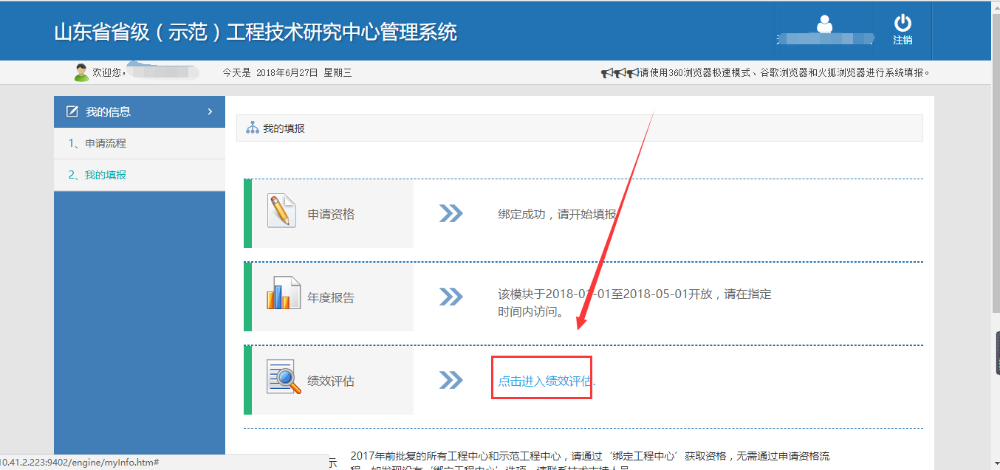 山东省省级（示范）工程技术研究中心管理系统
注销
欢迎您，
今天是 2018年6月27日 星期三
请使用360浏览器极速模式、谷歌浏览器和火狐浏览器进行系统填报。
我的信息
1、申请流程
2、我的填报
我的填报
申请资格
绑定成功，请开始填报
年度报告
该模块于2018-01-01至2018-05-01开放，请在指定
时间内访问。
绩效评估
点击进入绩效评估.
2017年前批复的所有工程中心和示范工程中心，请通过‘绑定工程中心’获取资格，无需通过申请资格流
示
程，如发现没有‘绑定工程中心’选项，请联系技术支持人员
10.41.2.223:9402/engine/myInfo.htm#